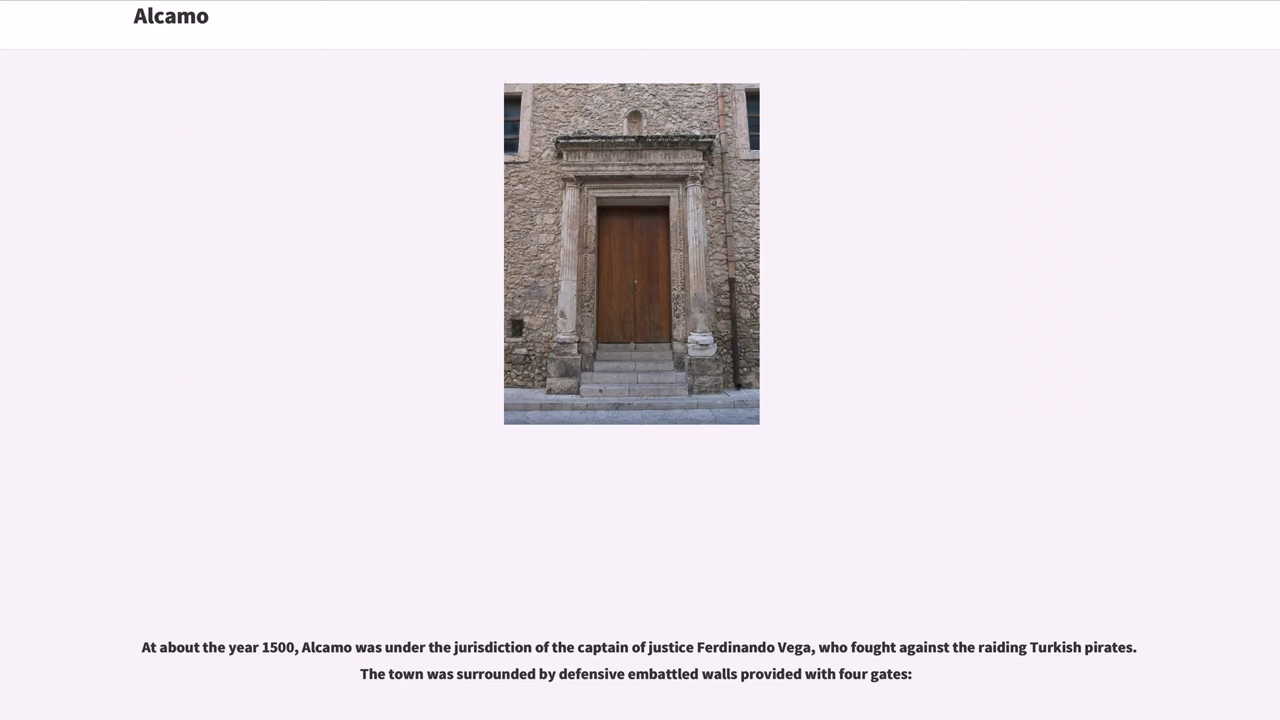 Alcamo
At about the year 1500, Alcamo was under the jurisdiction of the captain of justice Ferdinando Vega, who fought against the raiding Turkish pirates.
The town was surrounded by defensive embattled walls provided with four gates: